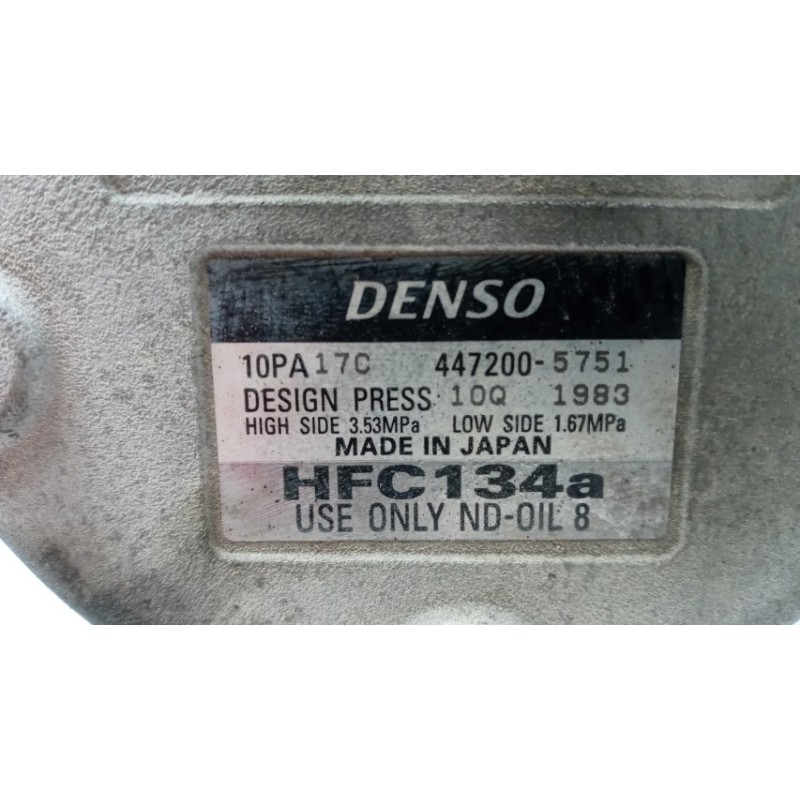 DENSO
10PA17C 447200-5751
DESIGN PRESS 10Q 1983
HIGH SIDE 3.53MPa LOW SIDE 1.67MPa
MADE IN JAPAN
HFC134a
USE ONLY ND-OIL 8